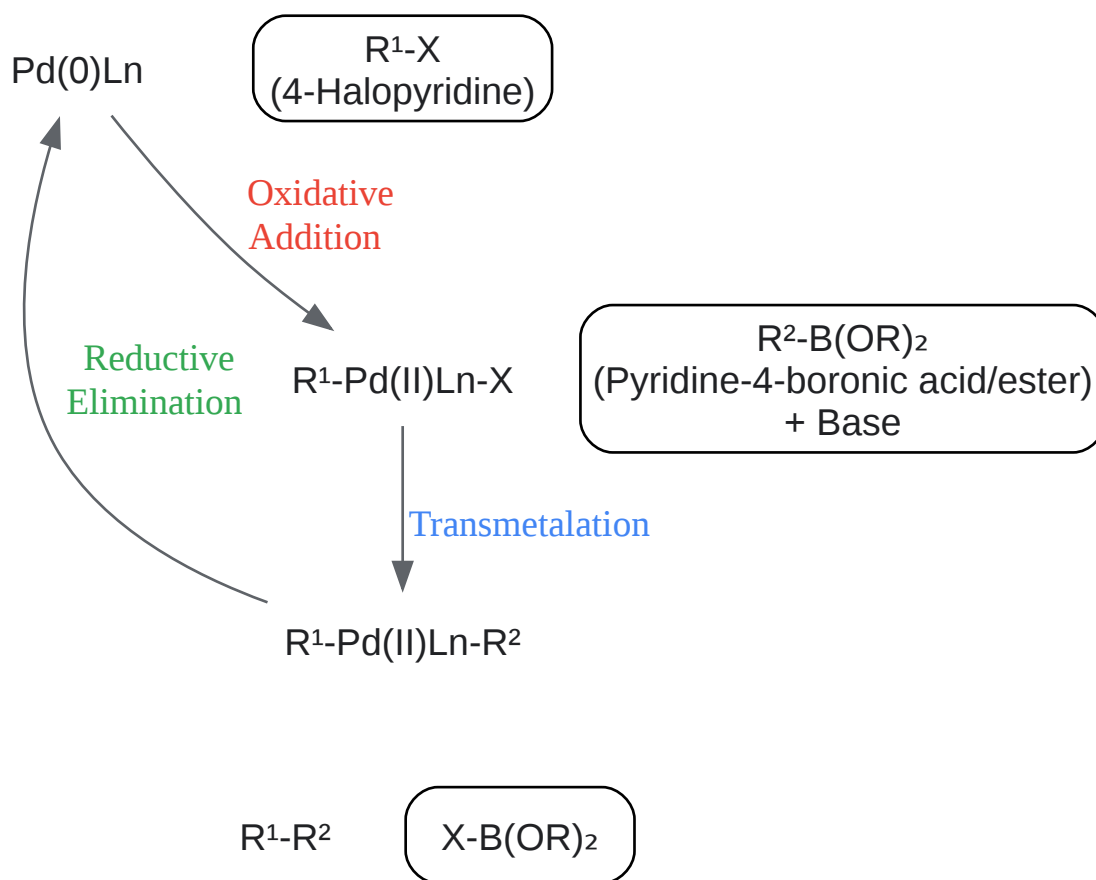 Pd(0)Ln
R¹-X
(4-Halopyridine)
Oxidative
Addition
Reductive
Elimination
R¹-Pd(II)Ln-X
R²-B(OR)₂
(Pyridine-4-boronic acid/ester)
+ Base
Transmetalation
R¹-Pd(II)Ln-R²
R¹-R²
X-B(OR)₂